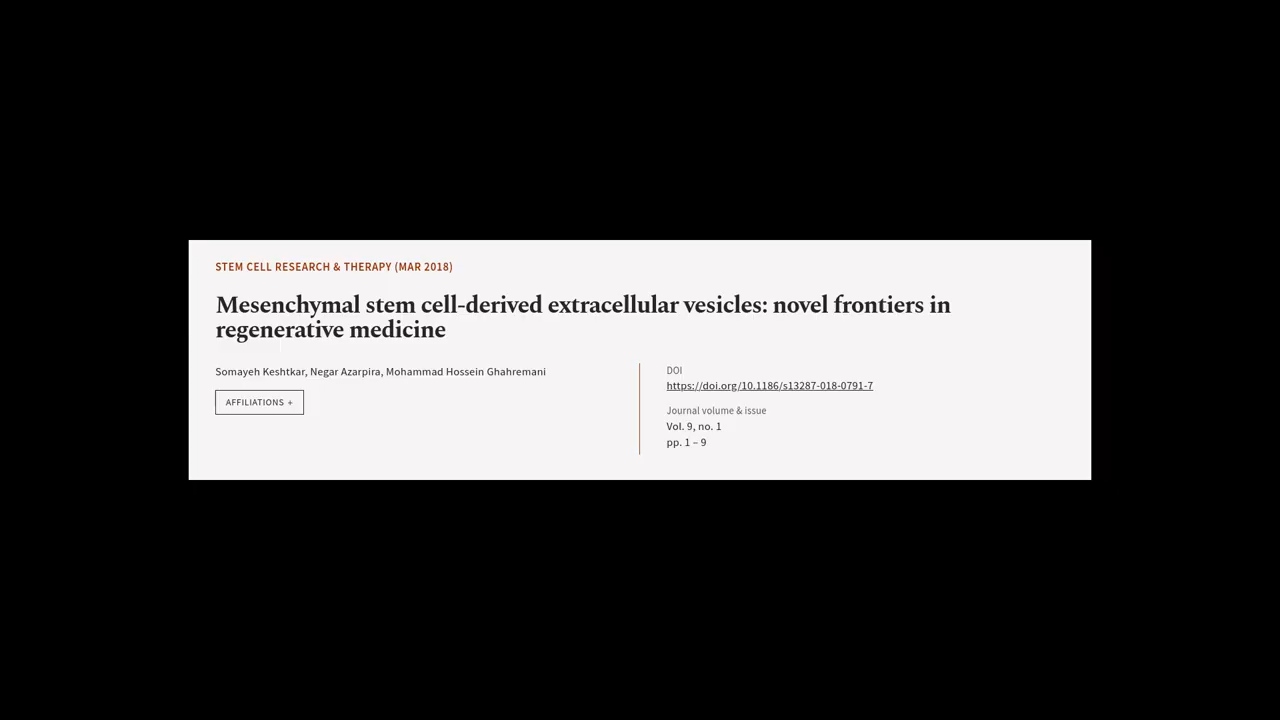 STEM CELL RESEARCH & THERAPY (MAR 2018)
Mesenchymal stem cell-derived extracellular vesicles: novel frontiers in
regenerative medicine
Somayeh Keshtkar, Negar Azarpira, Mohammad Hossein Ghahremani
AFFILIATIONS +
DOI
https://doi.org/10.1186/s13287-018-0791-7
Journal volume & issue
Vol. 9, no. 1
pp. 1 – 9